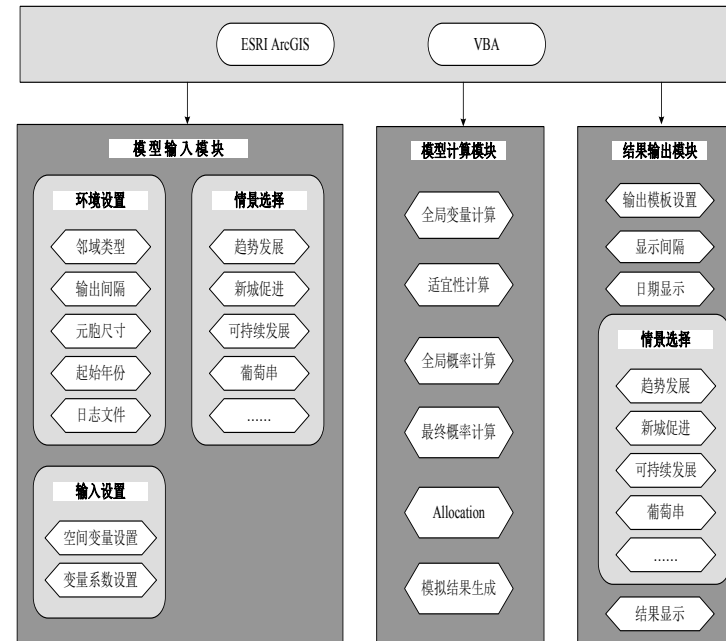 ESRI ArcGIS
VBA
模型输入模块
环境设置
邻域类型
输出间隔
元胞尺寸
起始年份
日志文件
情景选择
趋势发展
新城促进
可持续发展
葡萄串
......
输入设置
空间变量设置
变量系数设置
模型计算模块
全局变量计算
适宜性计算
全局概率计算
最终概率计算
Allocation
模拟结果生成
结果输出模块
输出模板设置
显示间隔
日期显示
情景选择
趋势发展
新城促进
可持续发展
葡萄串
......
结果显示